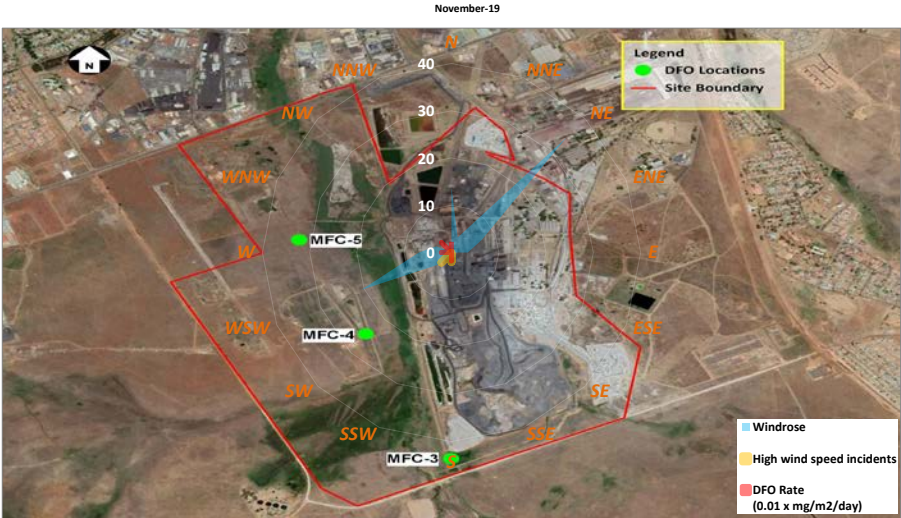 November-19
N
N
40
NNW
NNE
Legend
DFO Locations
Site Boundary
30
NW
NE
20
WNW
ENE
10
MFC-5
W
0
E
MFC-4
WSW
ESE
SW
SE
SSW
SSE
MFC-3
S
Windrose
High wind speed incidents
DFO Rate
(0.01 x mg/m2/day)